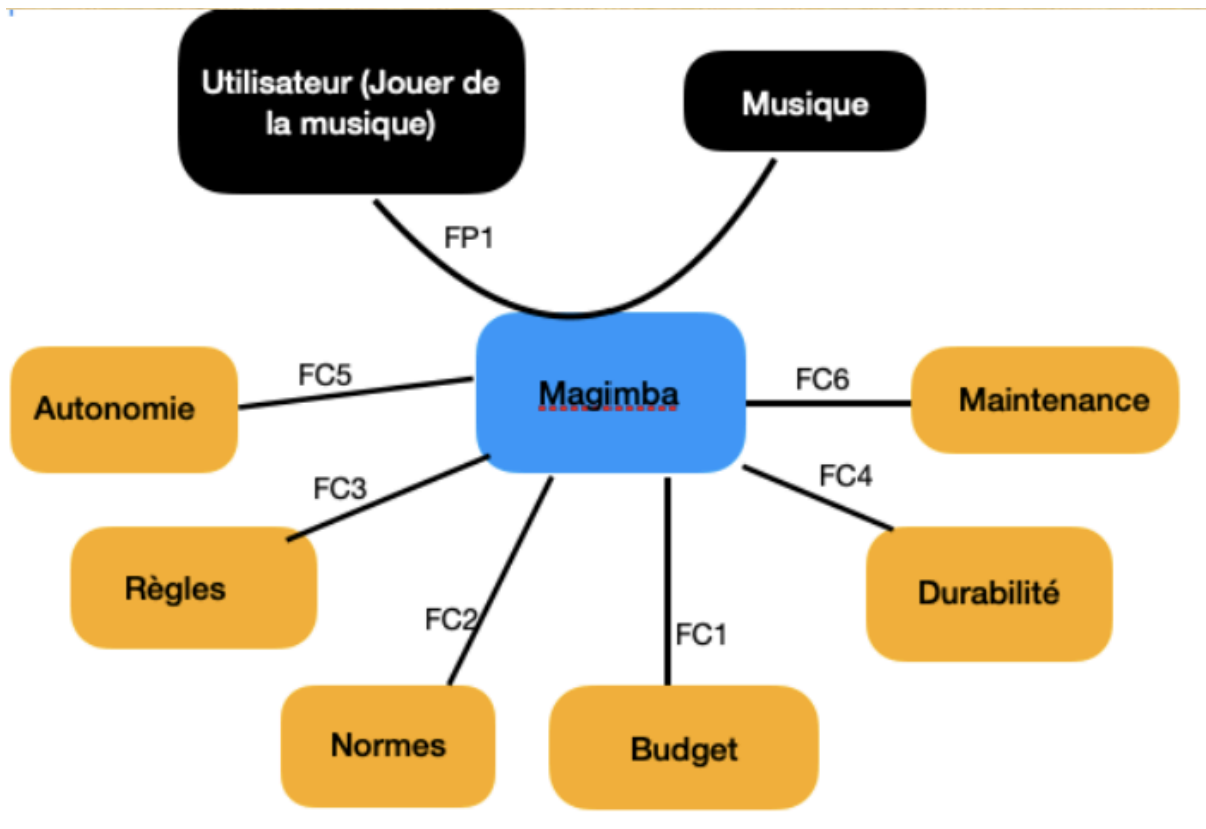 Utilisateur (Jouer de
la musique)
Musique
FP1
Magimba
FC5
FC6
Autonomie
Maintenance
FC3
FC4
Règles
Durabilité
FC2
FC1
Normes
Budget